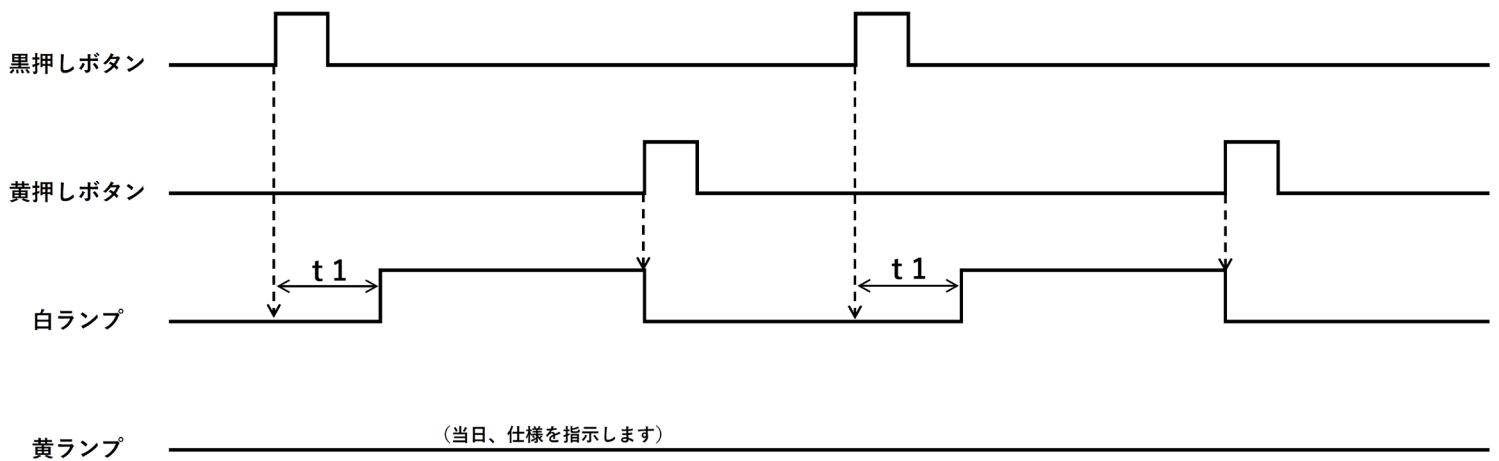 黒押しボタン
黄押しボタン
t 1
t 1
白ランプ
（当日、仕様を指示します）
黄ランプ